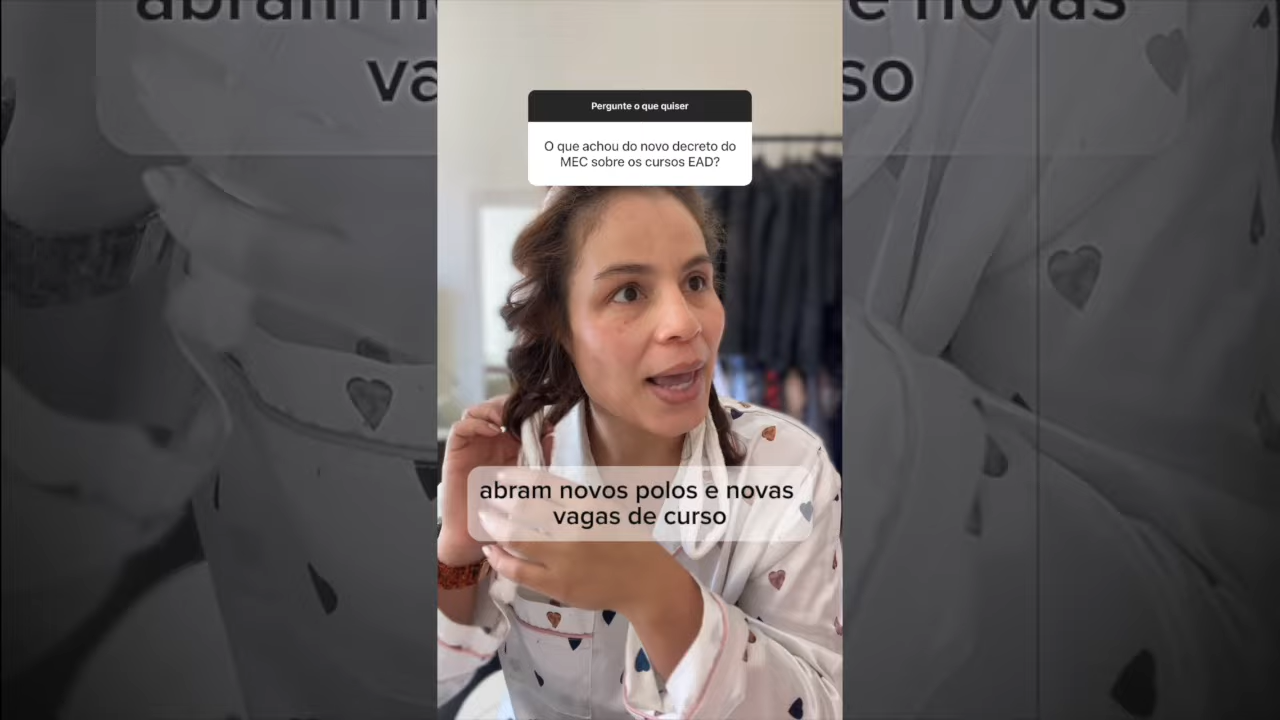 Pergunte o que quiser
O que achou do novo decreto do
MEC sobre os cursos EAD?
abram novos polos e novas
vagas de curso